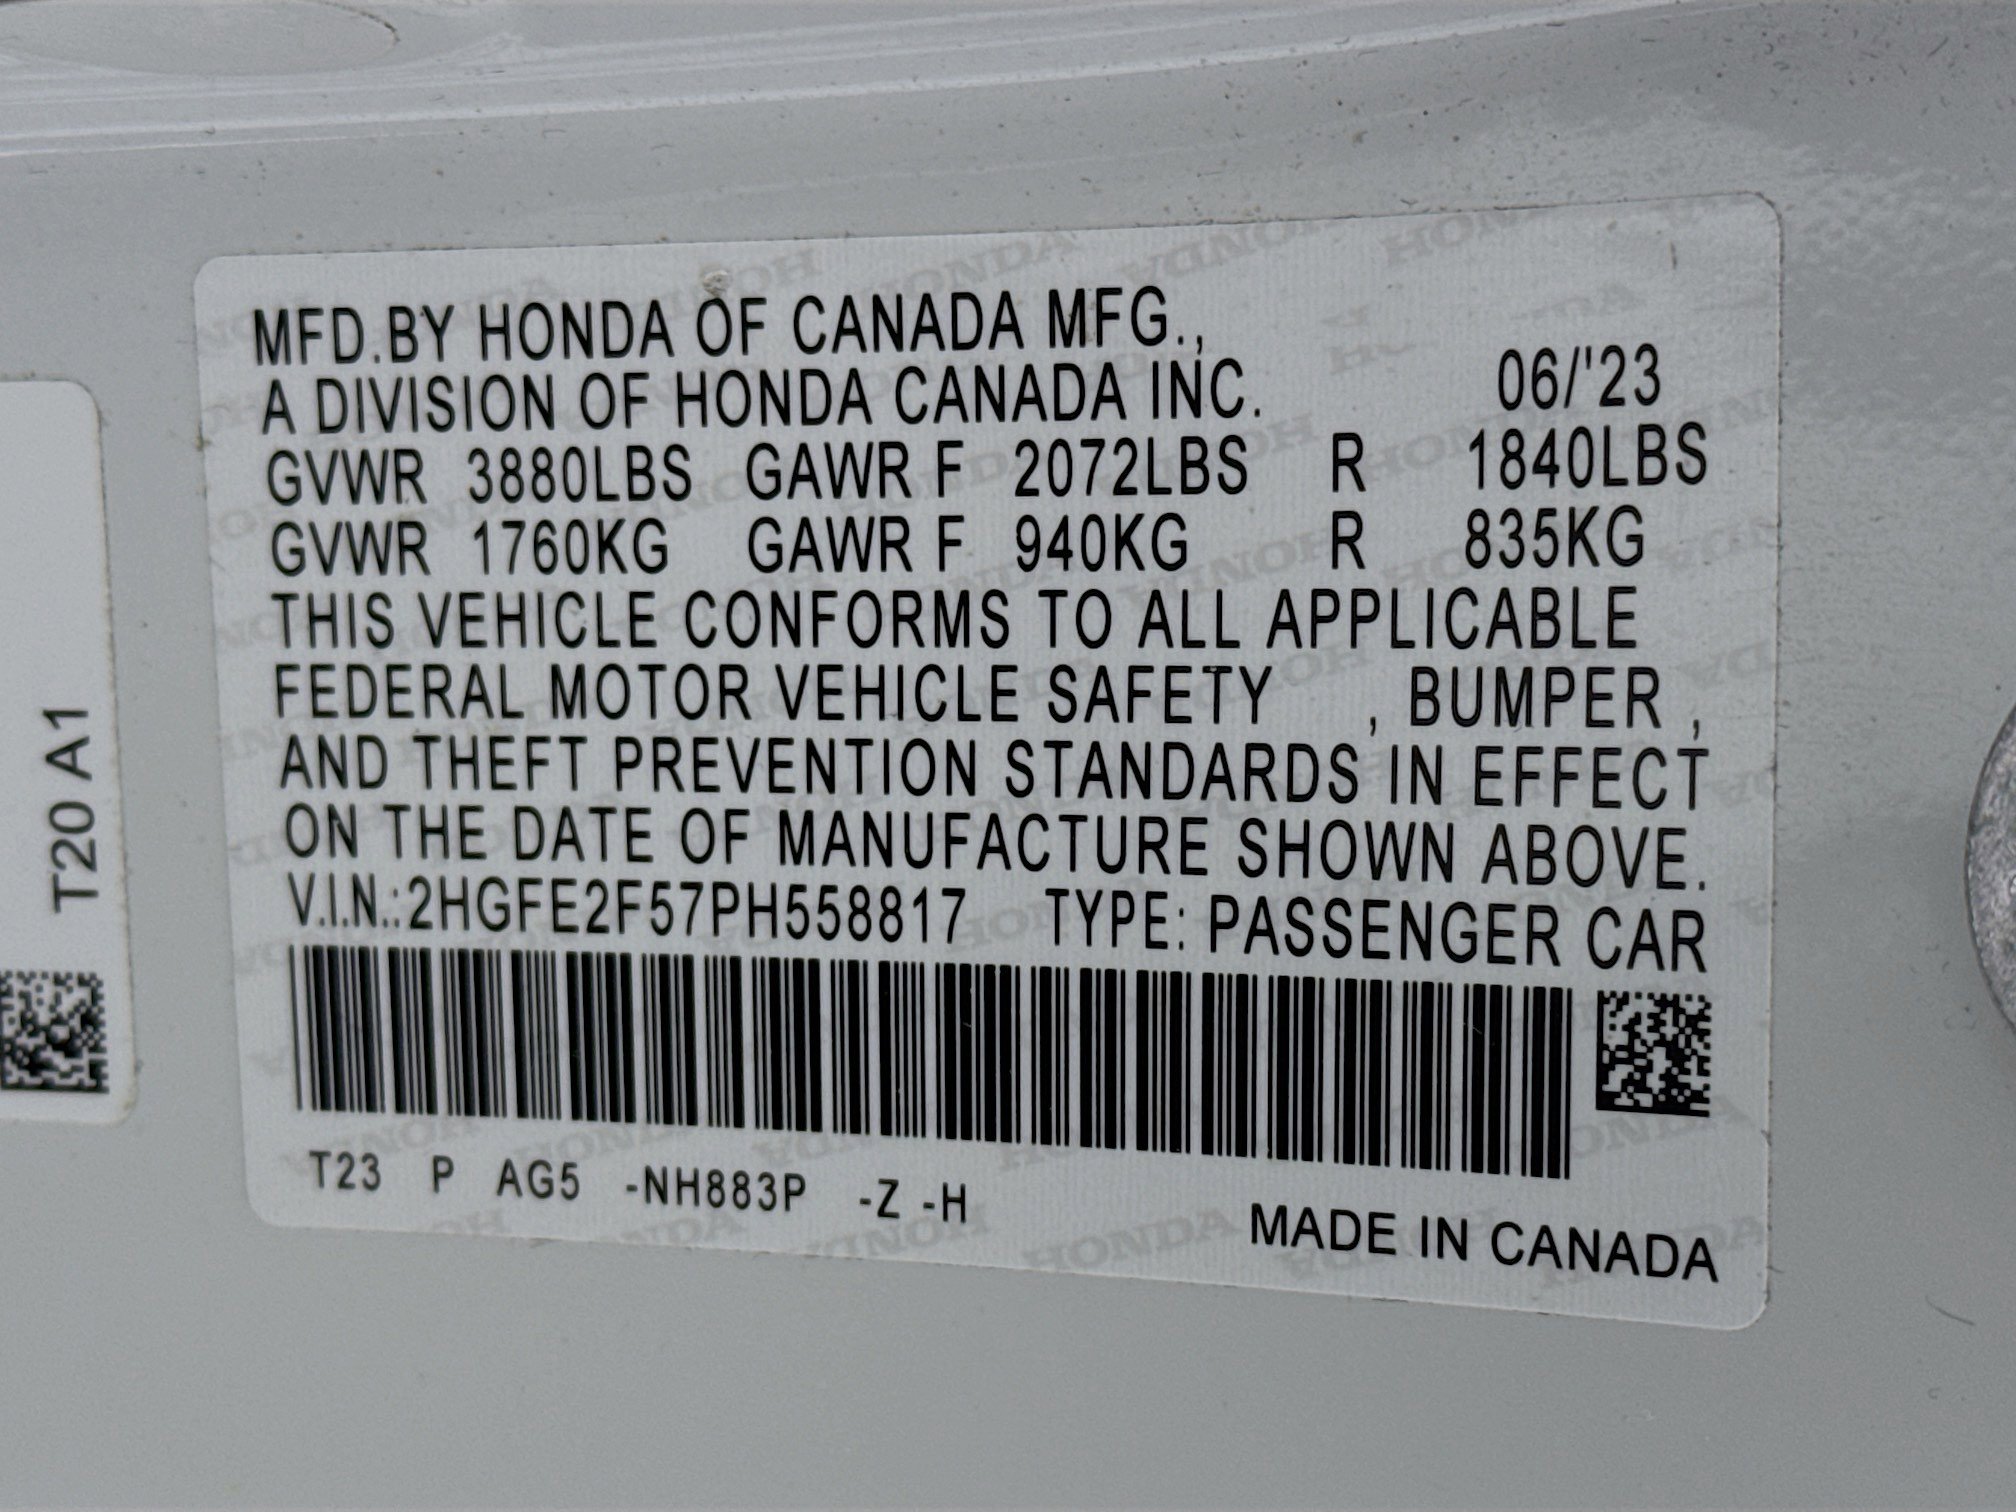 MFD.BY HONDA OF CANADA MFG.,
A DIVISION OF HONDA CANADA INC. 06/'23
GVWR 3880LBS GAWR F 2072LBS R 1840LBS
GVWR 1760KG GAWR F 940KG R 835KG
THIS VEHICLE CONFORMS TO ALL APPLICABLE
FEDERAL MOTOR VEHICLE SAFETY , BUMPER ,
AND THEFT PREVENTION STANDARDS IN EFFECT
ON THE DATE OF MANUFACTURE SHOWN ABOVE.
V.I.N.:2HGFE2F57PH558817 TYPE: PASSENGER CAR
T23 P AG5 -NH883P -Z -H
MADE IN CANADA
T20 A1